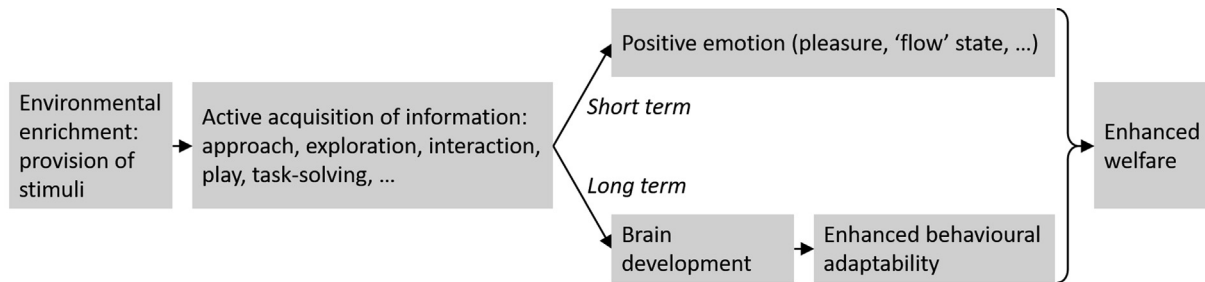 Environmental
enrichment:
provision of
stimuli
Active acquisition of information:
approach, exploration, interaction,
play, task-solving, ...
Short term
Long term
Positive emotion (pleasure, ‘flow’ state, ...)
Brain
development
Enhanced behavioural
adaptability
Enhanced
welfare